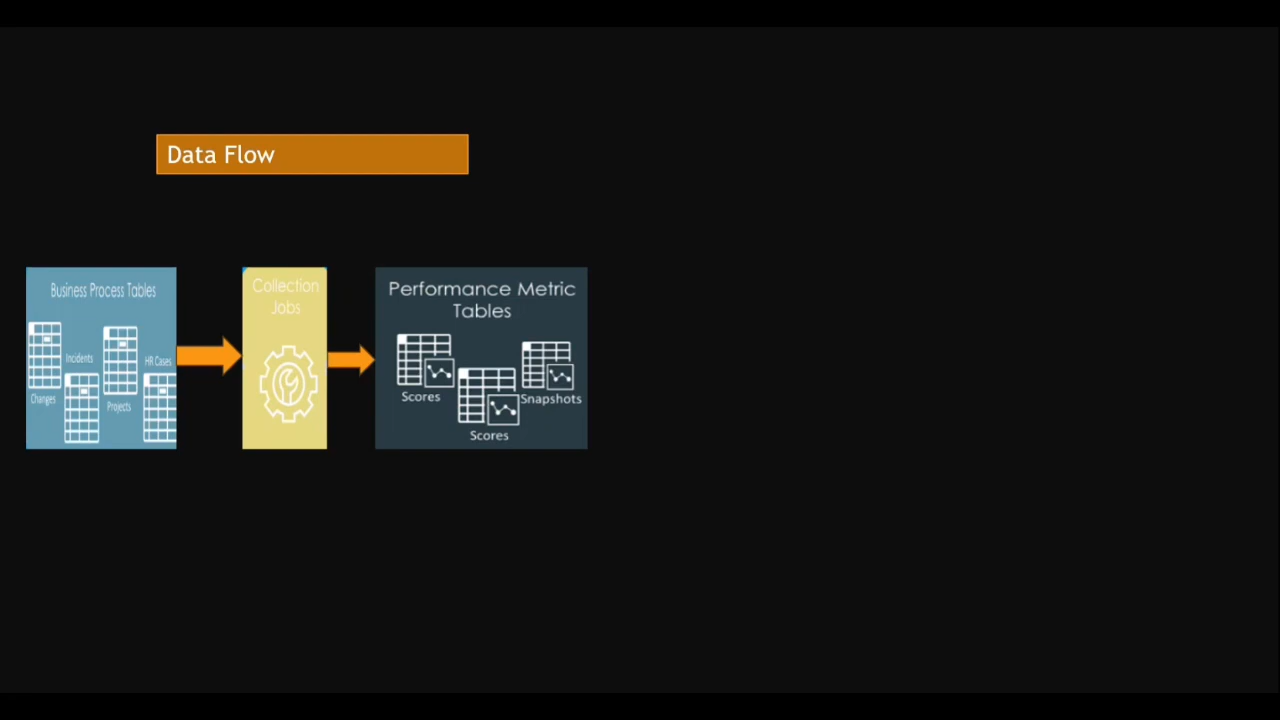 Data Flow
Business Process Tables
Incidents
HR Cases
Changes
Projects
Collection
Jobs
Performance Metric
Tables
Scores
Snapshots
Scores